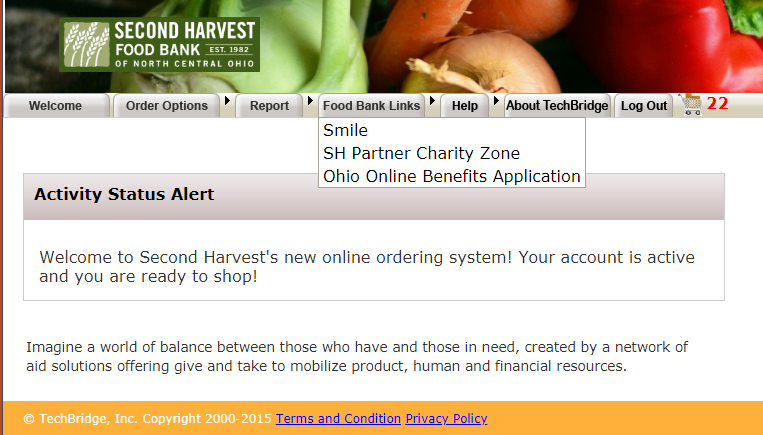 SECOND HARVEST
FOOD BANK EST. 1982
OF NORTH CENTRAL OHIO
Welcome Order Options Report Food Bank Links Help About TechBridge Log Out 22
Smile
SH Partner Charity Zone
Ohio Online Benefits Application
Activity Status Alert
Welcome to Second Harvest's new online ordering system! Your account is active
and you are ready to shop!
Imagine a world of balance between those who have and those in need, created by a network of
aid solutions offering give and take to mobilize product, human and financial resources.
© TechBridge, Inc. Copyright 2000-2015 Terms and Condition Privacy Policy